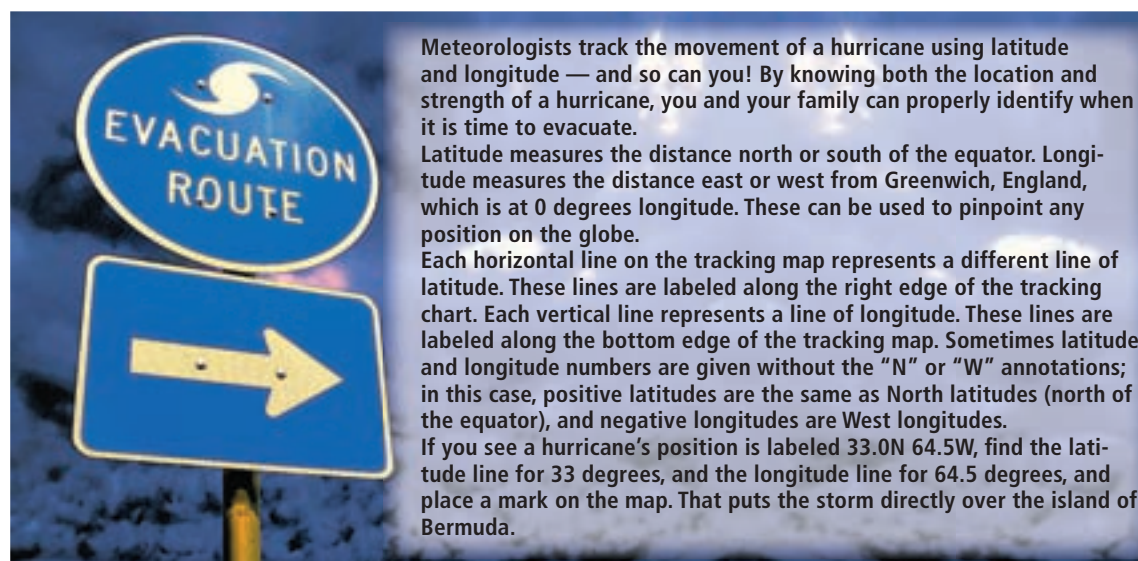 EVACUATION
ROUTE
Meteorologists track the movement of a hurricane using latitude
and longitude — and so can you! By knowing both the location and
strength of a hurricane, you and your family can properly identify when
it is time to evacuate.
Latitude measures the distance north or south of the equator. Longi-
tude measures the distance east or west from Greenwich, England,
which is at 0 degrees longitude. These can be used to pinpoint any
position on the globe.
Each horizontal line on the tracking map represents a different line of
latitude. These lines are labeled along the right edge of the tracking
chart. Each vertical line represents a line of longitude. These lines are
labeled along the bottom edge of the tracking map. Sometimes latitude
and longitude numbers are given without the “N” or “W” annotations;
in this case, positive latitudes are the same as North latitudes (north of
the equator), and negative longitudes are West longitudes.
If you see a hurricane’s position is labeled 33.0N 64.5W, find the lati-
tude line for 33 degrees, and the longitude line for 64.5 degrees, and
place a mark on the map. That puts the storm directly over the island of
Bermuda.